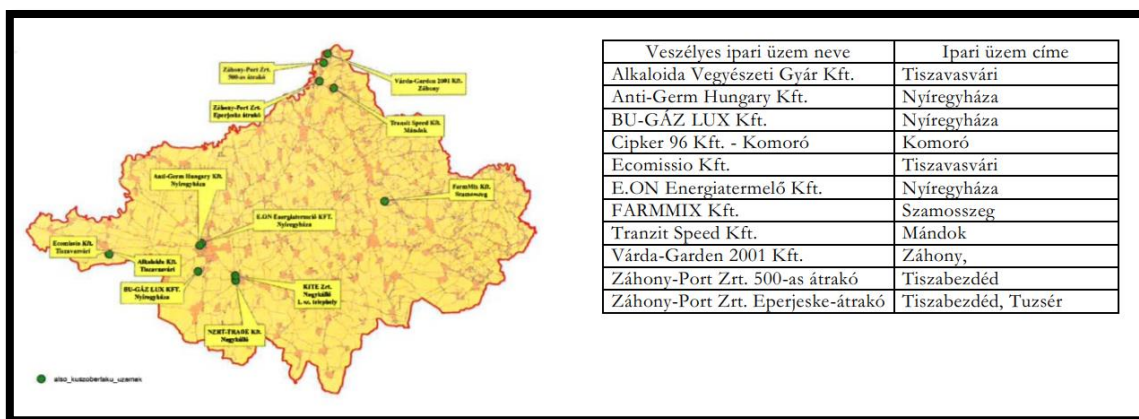 Záhony-Port Zrt.
500-as átrakó
Várda-Garden 2001 Kft.
Záhony
Záhony-Port Zrt.
Eperjeske átrakó
Tranzit Speed Kft.
Mándok
Anti-Germ Hungary Kft.
Nyíregyháza
FarmMix Kft.
Szamosszeg
E.ON Energiatermelő KFT.
Nyíregyháza
Ecomissio Kft.
Tiszavasvári
Alkaloida Kft.
Tiszavasvári
BU-GÁZ LUX KFT.
Nyíregyháza
KITE Zrt.
Nagykálló
I. sz. telephely
NERT-TRADE Kft.
Nagykálló
also_kuszoberteku_uzemek
Veszélyes ipari üzem neve Ipari üzem címe
Alkaloida Vegyészeti Gyár Kft. Tiszavasvári
Anti-Germ Hungary Kft. Nyíregyháza
BU-GÁZ LUX Kft. Nyíregyháza
Cipker 96 Kft. - Komoró Komoró
Ecomissio Kft. Tiszavasvári
E.ON Energiatermelő Kft. Nyíregyháza
FARMMIX Kft. Szamosszeg
Tranzit Speed Kft. Mándok
Várda-Garden 2001 Kft. Záhony,
Záhony-Port Zrt. 500-as átrakó Tiszabezdéd
Záhony-Port Zrt. Eperjeske-átrakó Tiszabezdéd, Tuzsér